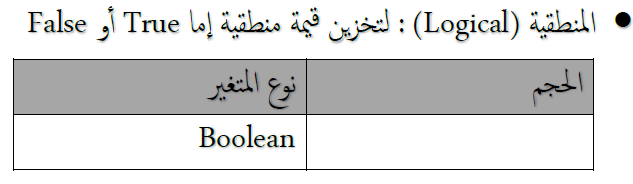 • المنطقية (Logical) : لتخزين قيمة منطقية إما True أو False
الحجم نوع المتغير
Boolean